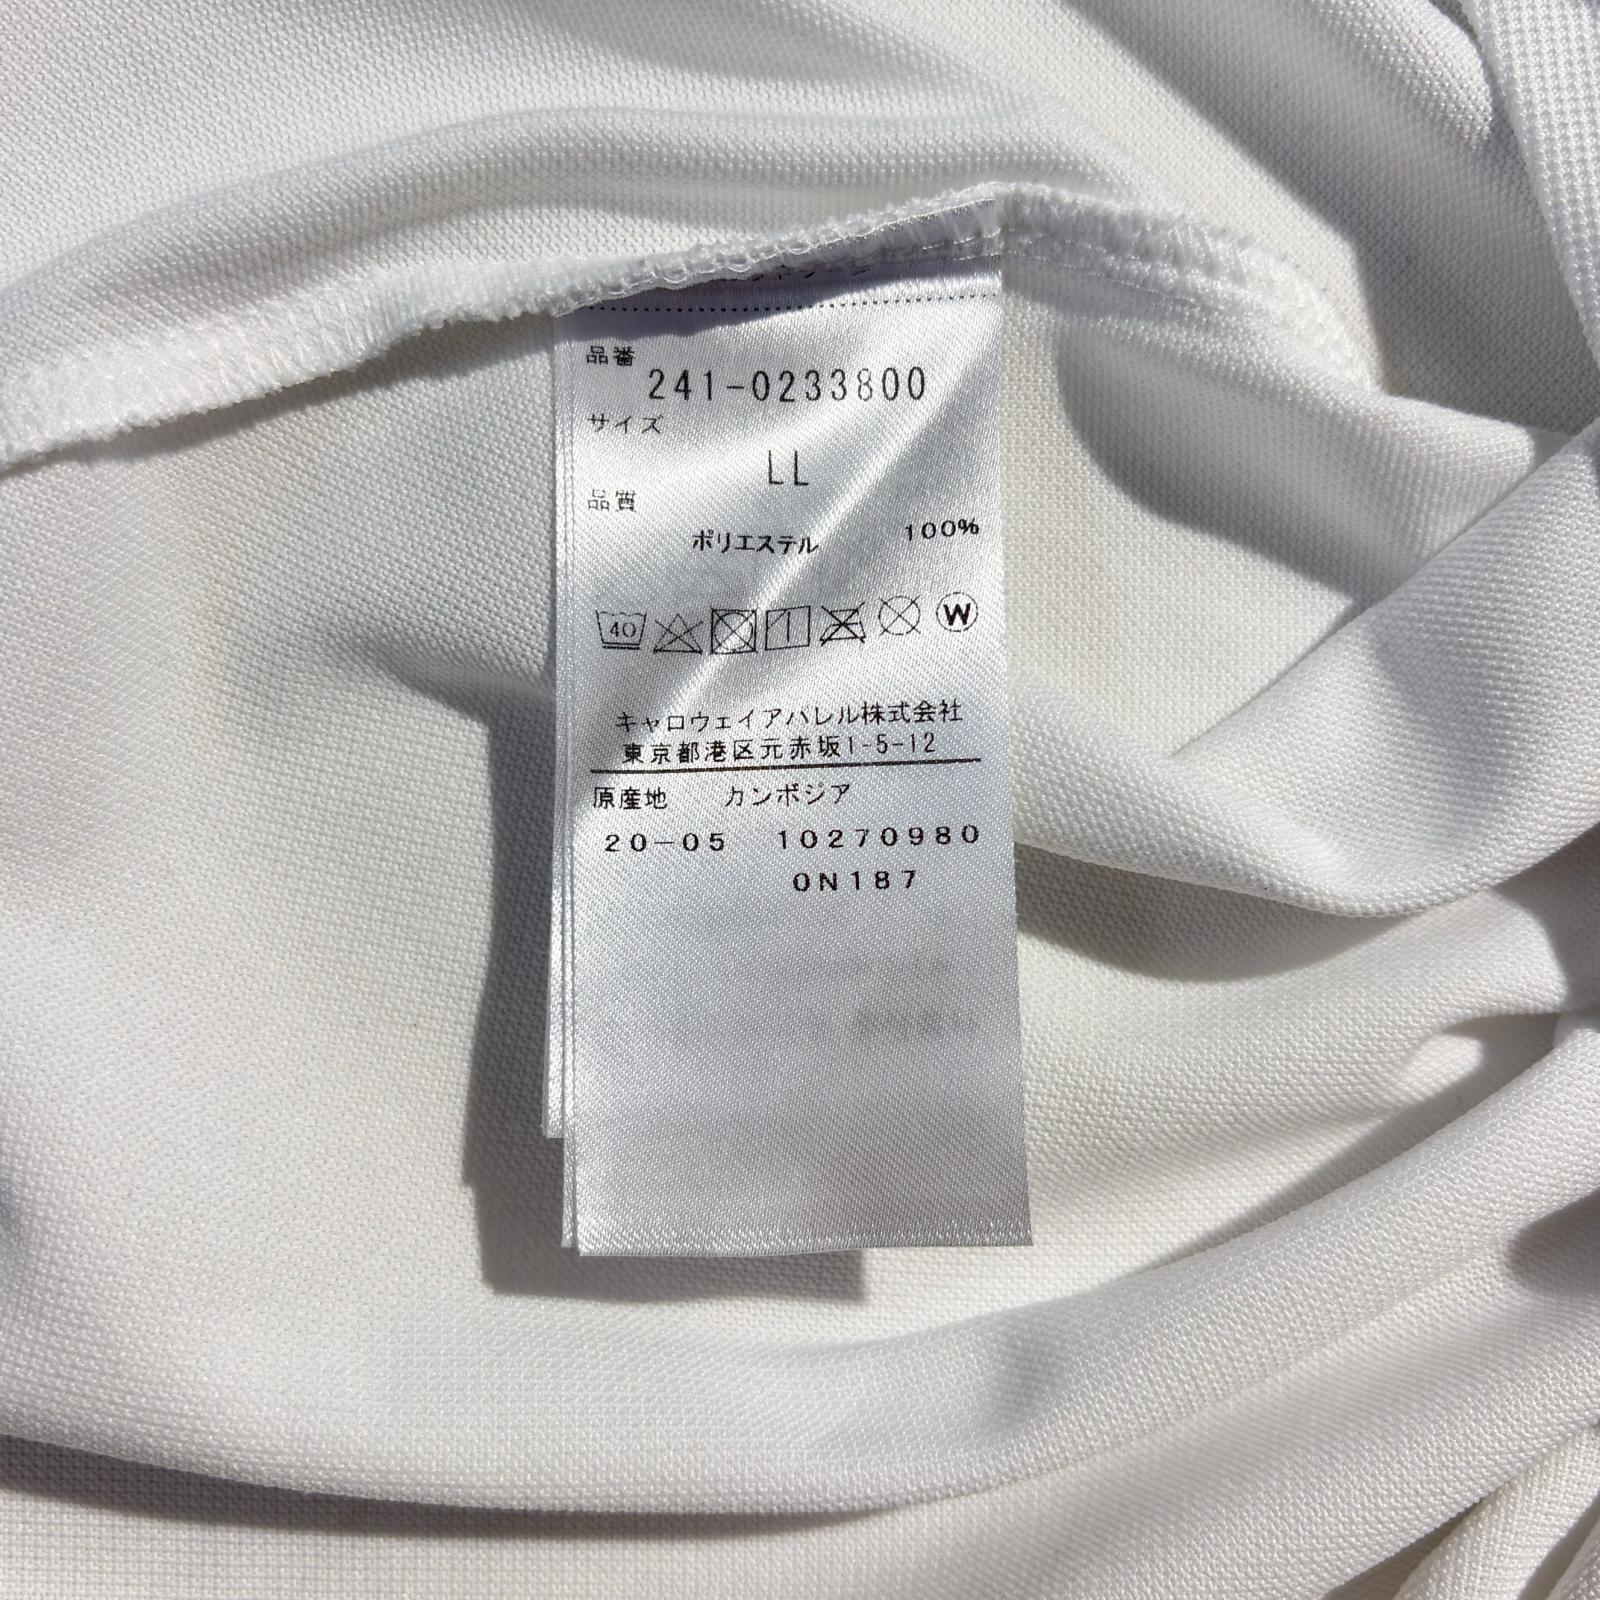 品番
241-0233800
サイズ
LL
品質
ポリエステル 100%
40
W
キャロウェイアパレル株式会社
東京都港区元赤坂1-5-12
原産地 カンボジア
20-05 10270980
0N187